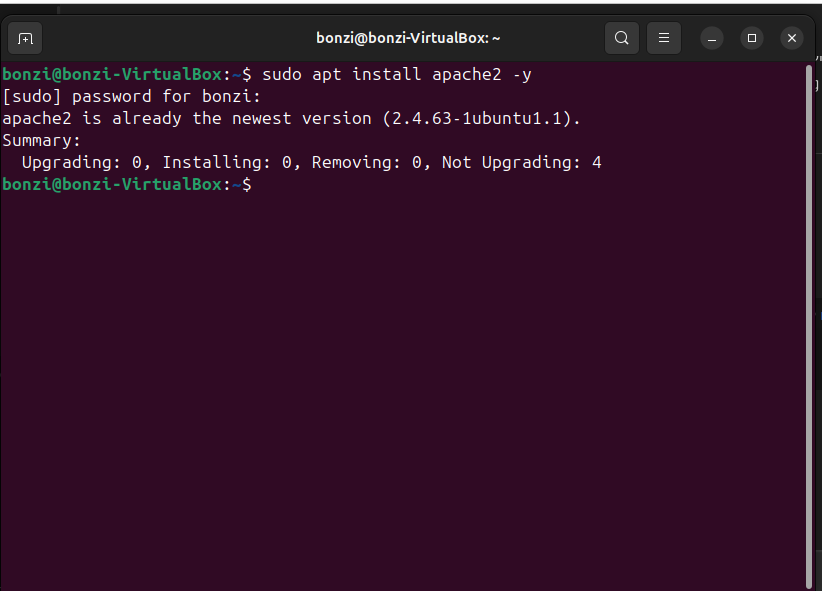 bonzi@bonzi-VirtualBox: ~
bonzi@bonzi-VirtualBox:~$ sudo apt install apache2 -y
[sudo] password for bonzi:
apache2 is already the newest version (2.4.63-1ubuntu1.1).
Summary:
  Upgrading: 0, Installing: 0, Removing: 0, Not Upgrading: 4
bonzi@bonzi-VirtualBox:~$